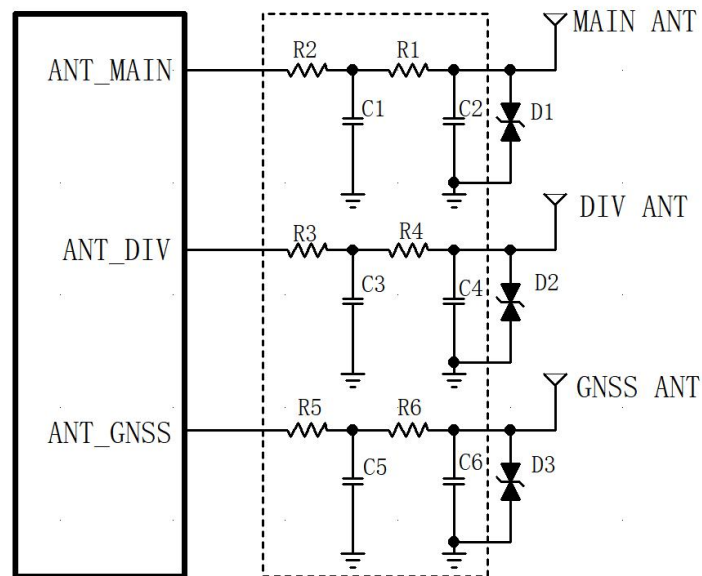 MAIN ANT
R2 R1
ANT_MAIN
C1 C2 D1
DIV ANT
R3 R4
ANT_DIV
C3 C4 D2
GNSS ANT
R5 R6
ANT_GNSS
C5 C6 D3